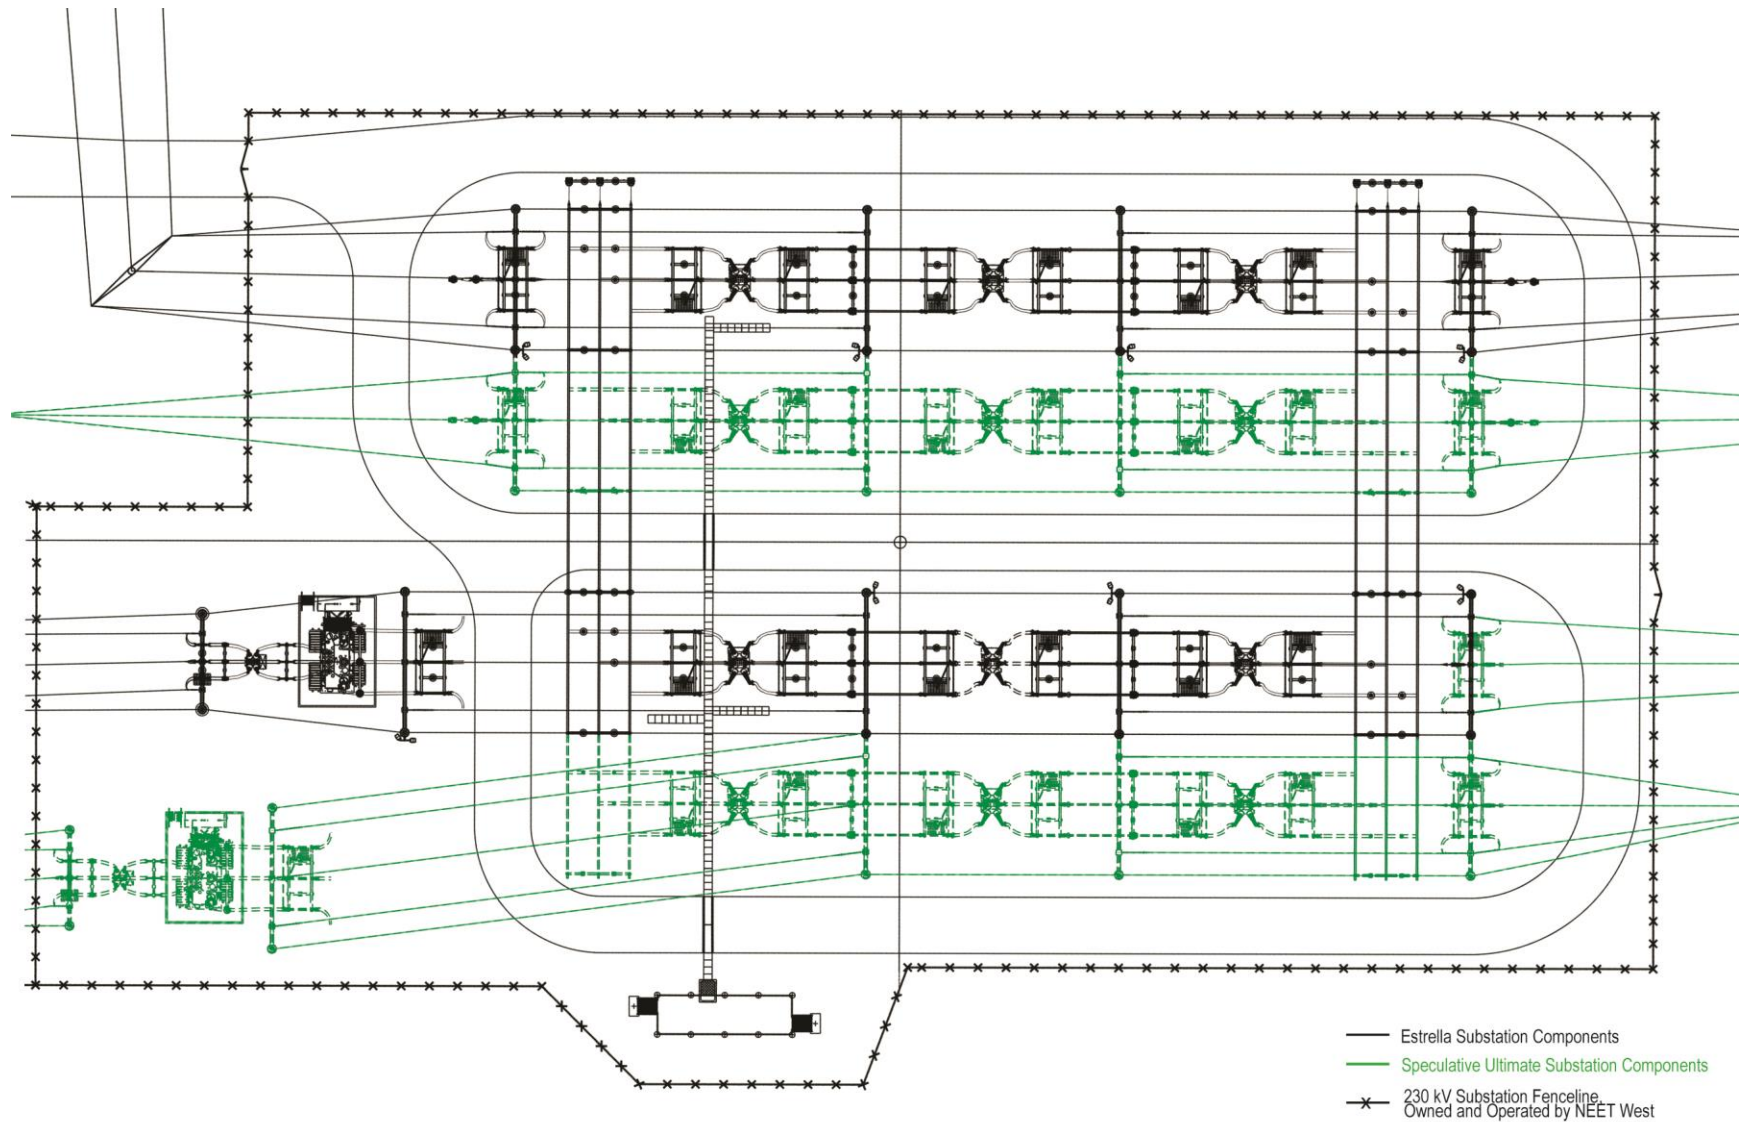 Estrella Substation Components
Speculative Ultimate Substation Components
230 kV Substation Fenceline,
Owned and Operated by NEET West